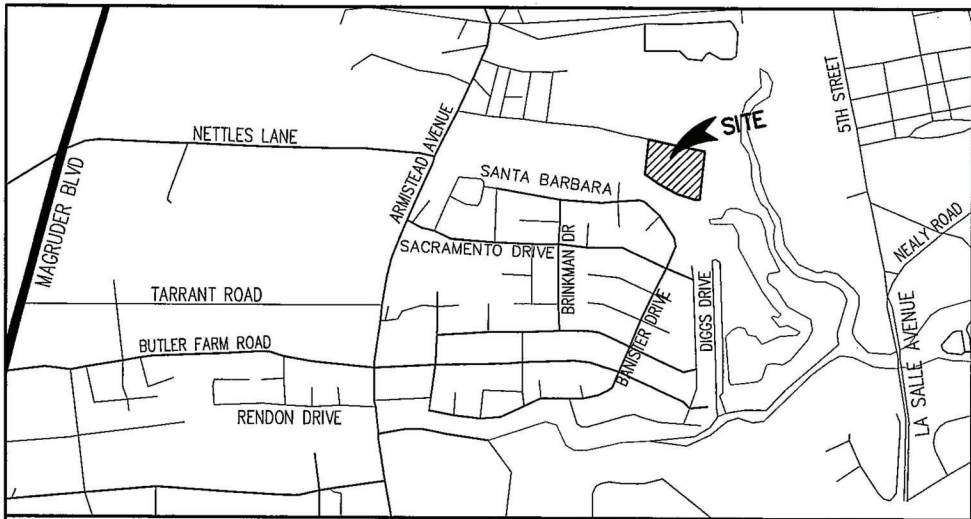 SITE
5TH STREET
NETTLES LANE
ARMISTEAD AVENUE
SANTA BARBARA
MAGRUDER BLVD
SACRAMENTO DRIVE
BRINKMAN DR
NEALY ROAD
TARRANT ROAD
BANISTER DRIVE
DIGGS DRIVE
BUTLER FARM ROAD
LA SALLE AVENUE
RENDON DRIVE